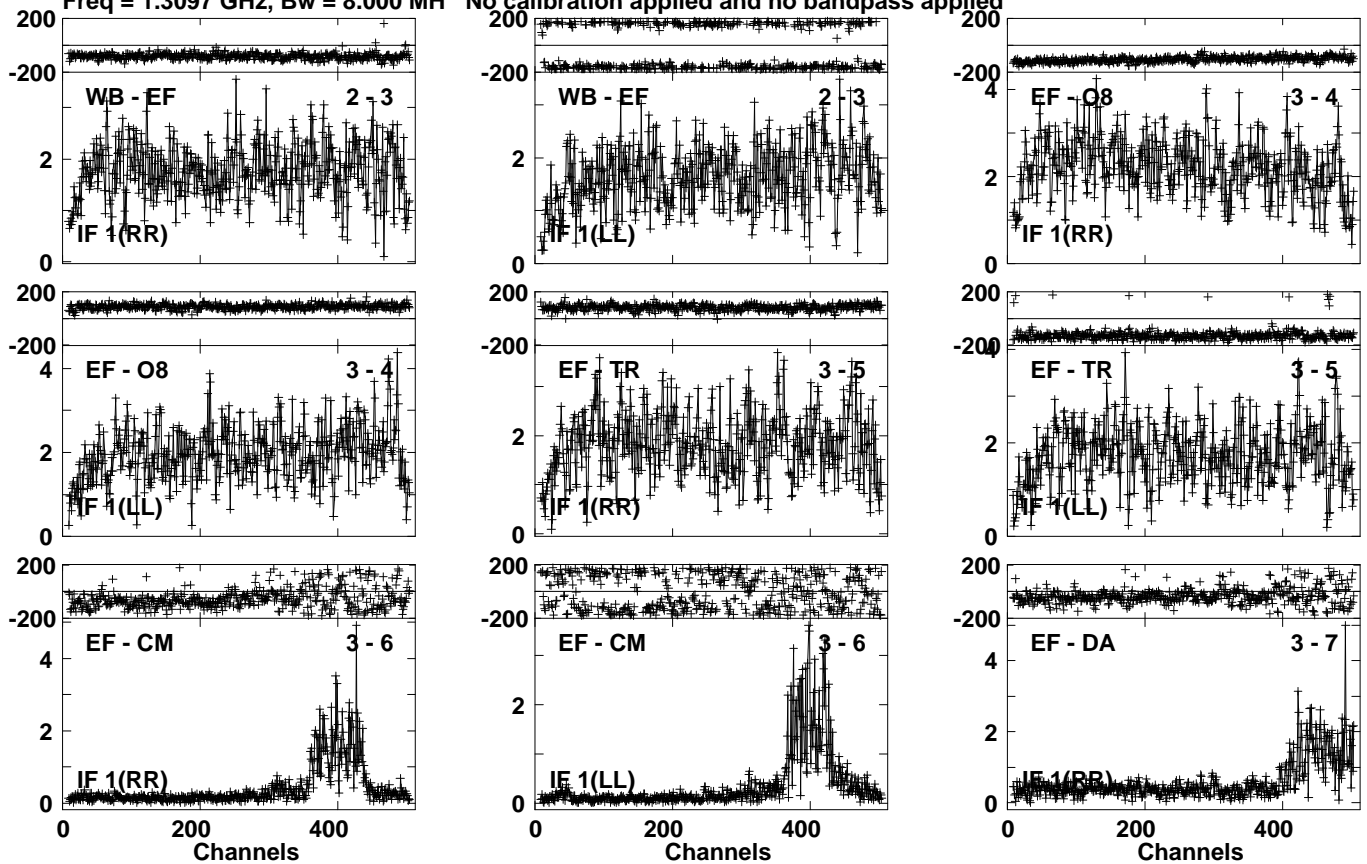 Freq = 1.3097 GHz, Bw = 8.000 MH No calibration applied and no bandpass applied
200
-200
WB - EF 2 - 3
2
IF 1(RR)
0
200
-200
WB - EF 2 - 3
2
IF 1(LL)
0
200
-200
4
EF - O8 3 - 4
2
IF 1(RR)
0
200
-200
4
EF - O8 3 - 4
2
IF 1(LL)
0
200
-200
EF - TR 3 - 5
2
IF 1(RR)
0
200
-200
4
EF - TR 3 - 5
2
IF 1(LL)
0
200
-200
EF - CM 3 - 6
4
2
IF 1(RR)
0
0 200 400
Channels
200
-200
EF - CM 3 - 6
2
IF 1(LL)
0
0 200 400
Channels
200
-200
EF - DA 3 - 7
4
2
IF 1(RR)
0
0 200 400
Channels